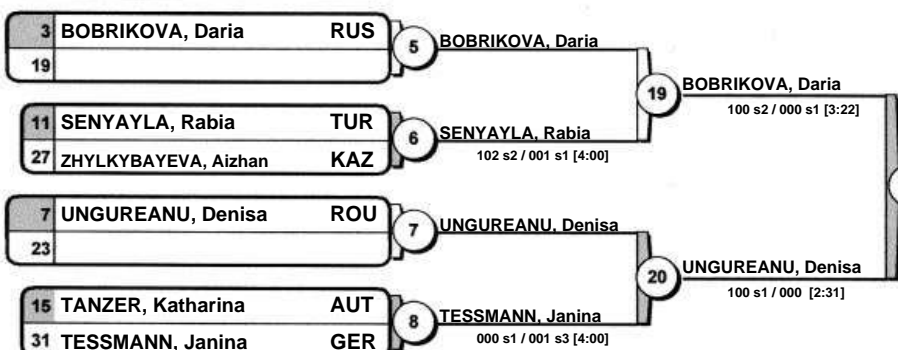 3 BOBRIKOVA, Daria RUS
19
5
BOBRIKOVA, Daria
11 SENYAYLA, Rabia TUR
27 ZHYLKYBAYEVA, Aizhan KAZ
6
SENYAYLA, Rabia
102 s2 / 001 s1 [4:00]
19
BOBRIKOVA, Daria
100 s2 / 000 s1 [3:22]
7 UNGUREANU, Denisa ROU
23
7
UNGUREANU, Denisa
15 TANZER, Katharina AUT
31 TESSMANN, Janina GER
8
TESSMANN, Janina
000 s1 / 001 s3 [4:00]
20
UNGUREANU, Denisa
100 s1 / 000 [2:31]